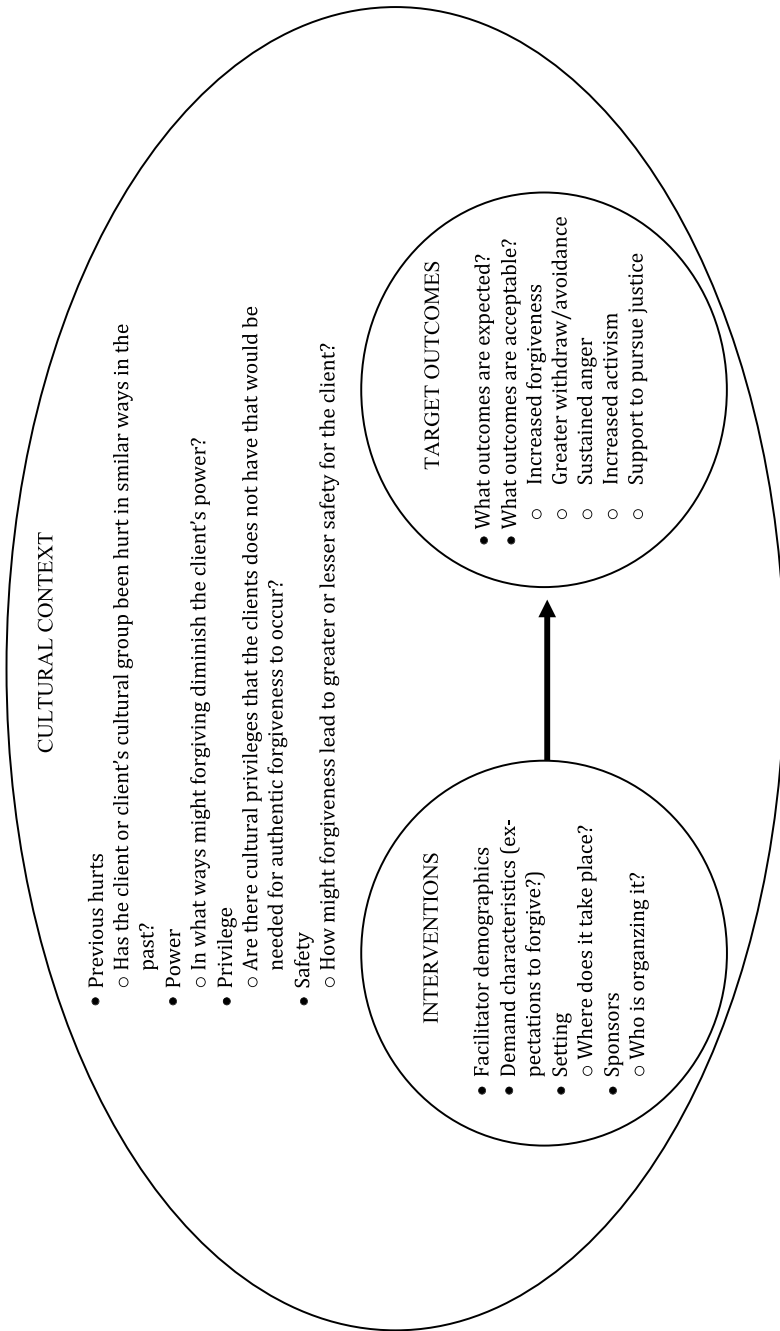 CULTURAL CONTEXT
● Previous hurts
○ Has the client or client's cultural group been hurt in smilar ways in the
past?
● Power
○ In what ways might forgiving diminish the client's power?
● Privilege
○ Are there cultural privileges that the clients does not have that would be
needed for authentic forgiveness to occur?
● Safety
○ How might forgiveness lead to greater or lesser safety for the client?
INTERVENTIONS
● Facilitator demographics
● Demand characteristics (ex-
pectations to forgive?)
● Setting
○ Where does it take place?
● Sponsors
○ Who is organzing it?
TARGET OUTCOMES
● What outcomes are expected?
● What outcomes are acceptable?
○ Increased forgiveness
○ Greater withdraw/avoidance
○ Sustained anger
○ Increased activism
○ Support to pursue justice